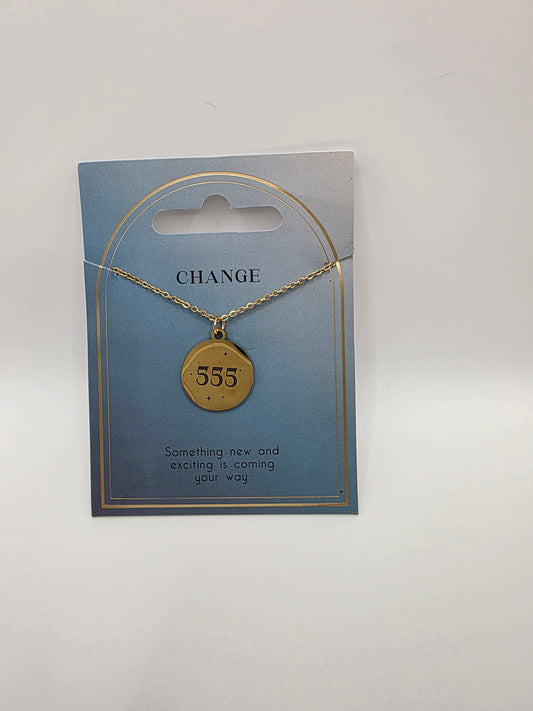 CHANGE
555
Something new and
exciting is coming
your way.